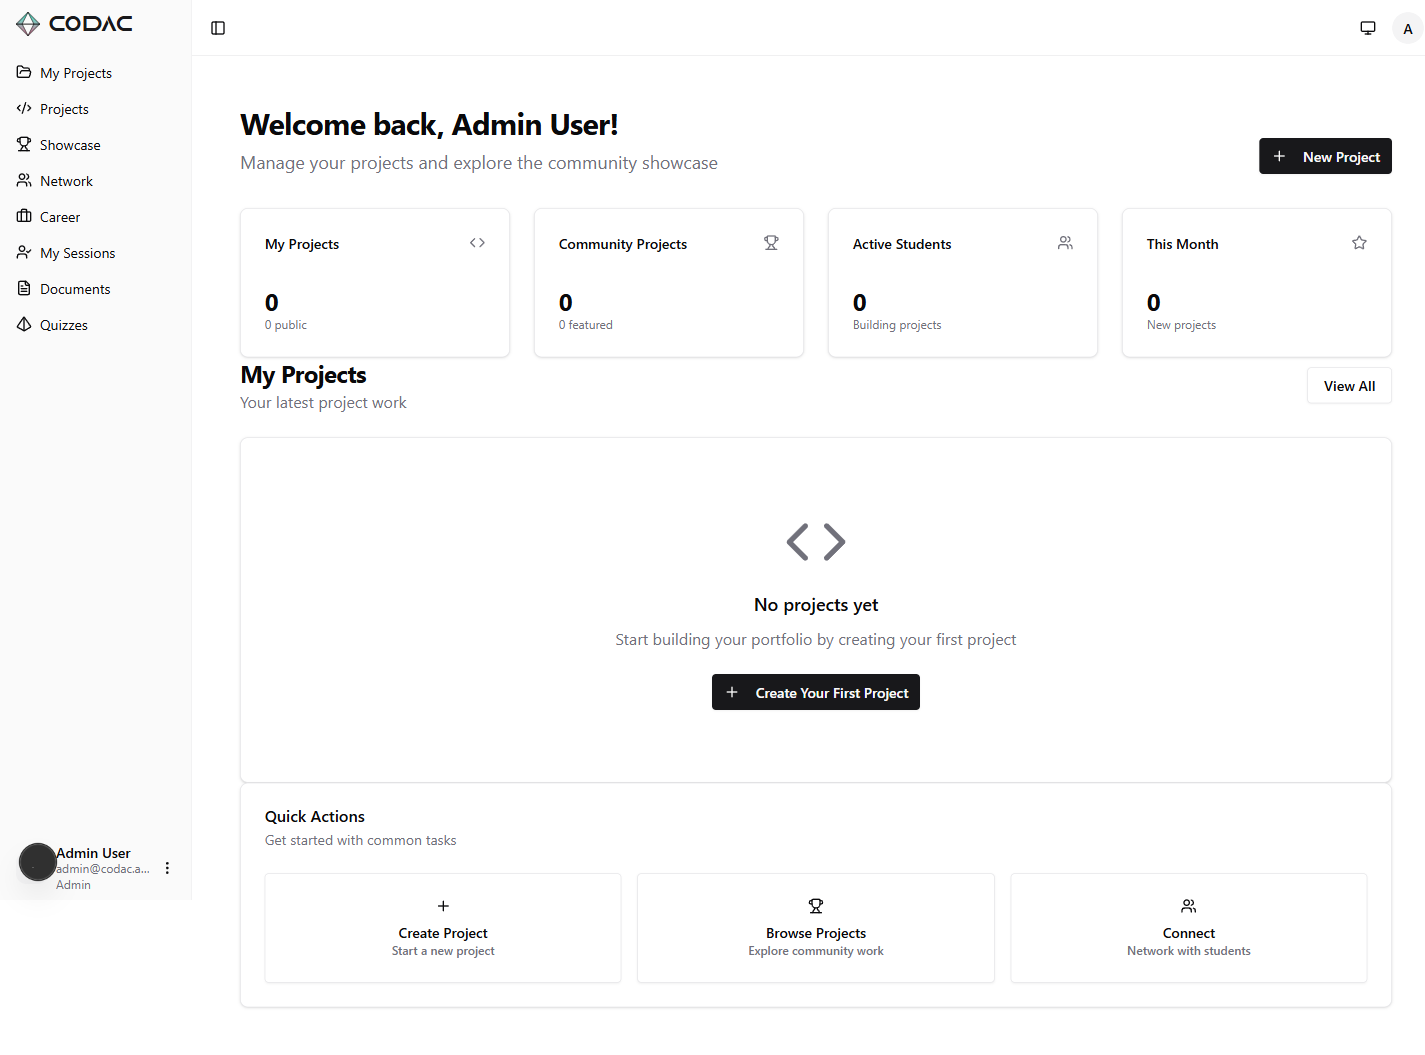 CODAC
My Projects
Projects
Showcase
Network
Career
My Sessions
Documents
Quizzes
Admin User
admin@codac.a...
Admin
A
Welcome back, Admin User!
Manage your projects and explore the community showcase
New Project
My Projects
0
0 public
Community Projects
0
0 featured
Active Students
0
Building projects
This Month
0
New projects
My Projects
Your latest project work
View All
No projects yet
Start building your portfolio by creating your first project
Create Your First Project
Quick Actions
Get started with common tasks
Create Project
Start a new project
Browse Projects
Explore community work
Connect
Network with students